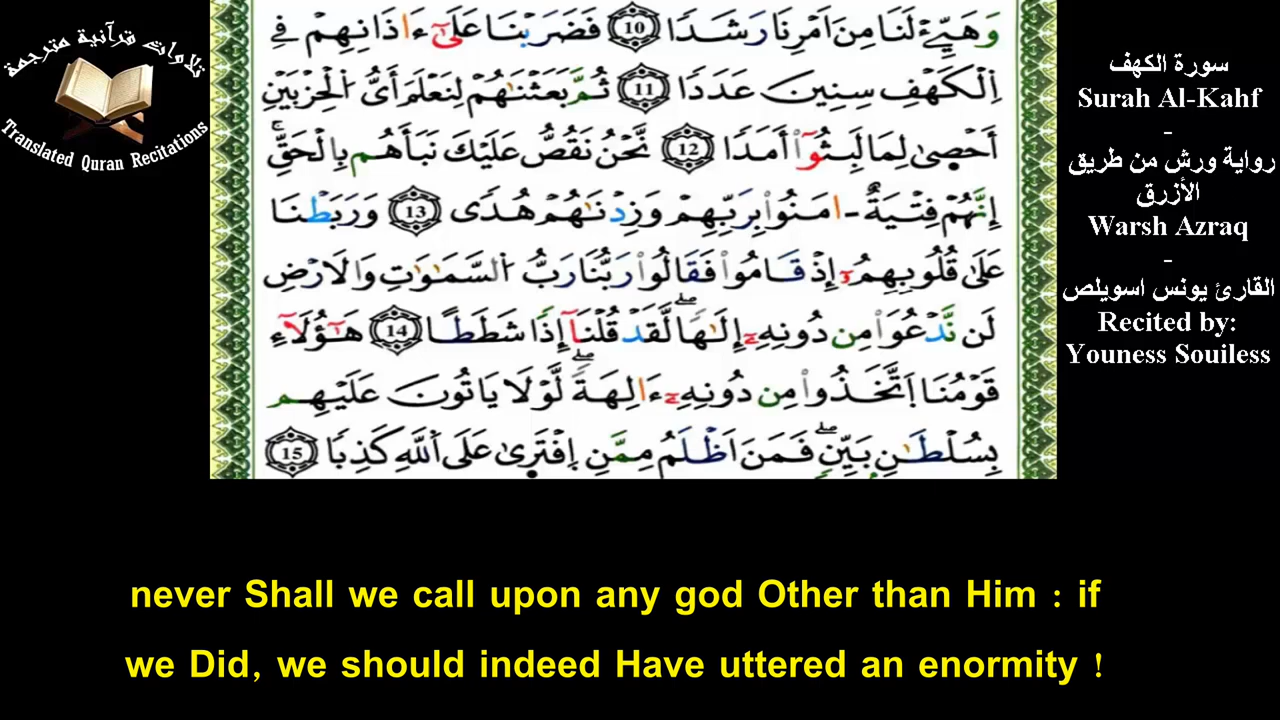 تلاوات قرآنية مترجمة
Translated Quran Recitations
وَهَيِّـۓْ لَنَا مِنَ اَمْرِنَا رَشَدًا 10 فَضَرَبْنَا عَلَىٰٓ ءَاذَانِهِمْ فِے
اِ۬لْكَهْفِ سِنِينَ عَدَدًا 11 ثُمَّ بَعَثْنَٰهُمْ لِنَعْلَمَ أَىُّ اُ۬لْحِزْبَيْنِ
أَحْصِىٰ لِمَا لَبِثُوٓاْ أَمَدًا 12 نَّحْنُ نَقُصُّ عَلَيْكَ نَبَأَهُم بِالْحَقِّۖ
إِنَّهُمْ فِتْيَةٌ ـ اٰمَنُواْ بِرَبِّهِمْ وَزِدْنَٰهُمْ هُدًى 13 وَرَبَطْنَا
عَلَىٰ قُلُوبِهِمُۥٓ إِذْ قَامُواْ فَقَالُواْ رَبُّنَا رَبُّ اُ۬لسَّمَٰوَٰتِ وَالَارْضِ
لَن نَّدْعُوَاْ مِن دُونِهِۦٓ إِلَٰهًاۖ لَّقَدْ قُلْنَآ إِذًا شَطَطًا 14 هَٰٓؤُلَآءِ
قَوْمُنَا اَ۪تَّخَذُواْ مِن دُونِهِۦٓ ءَالِهَةًۖ لَّوْلَا يَاتُونَ عَلَيْهِم
بِسُلْطَٰنِۢ بَيِّنٍۖ فَمَنَ اَظْلَمُ مِمَّنِ اِ۪فْتَرىٰ عَلَى اَ۬للَّهِ كَذِبًا 15
سورة الكهف
Surah Al-Kahf
-
رواية ورش من طريق
الأزرق
Warsh Azraq
-
القارئ يونس اسويلص
Recited by:
Youness Souiless
never Shall we call upon any god Other than Him : if
we Did, we should indeed Have uttered an enormity !